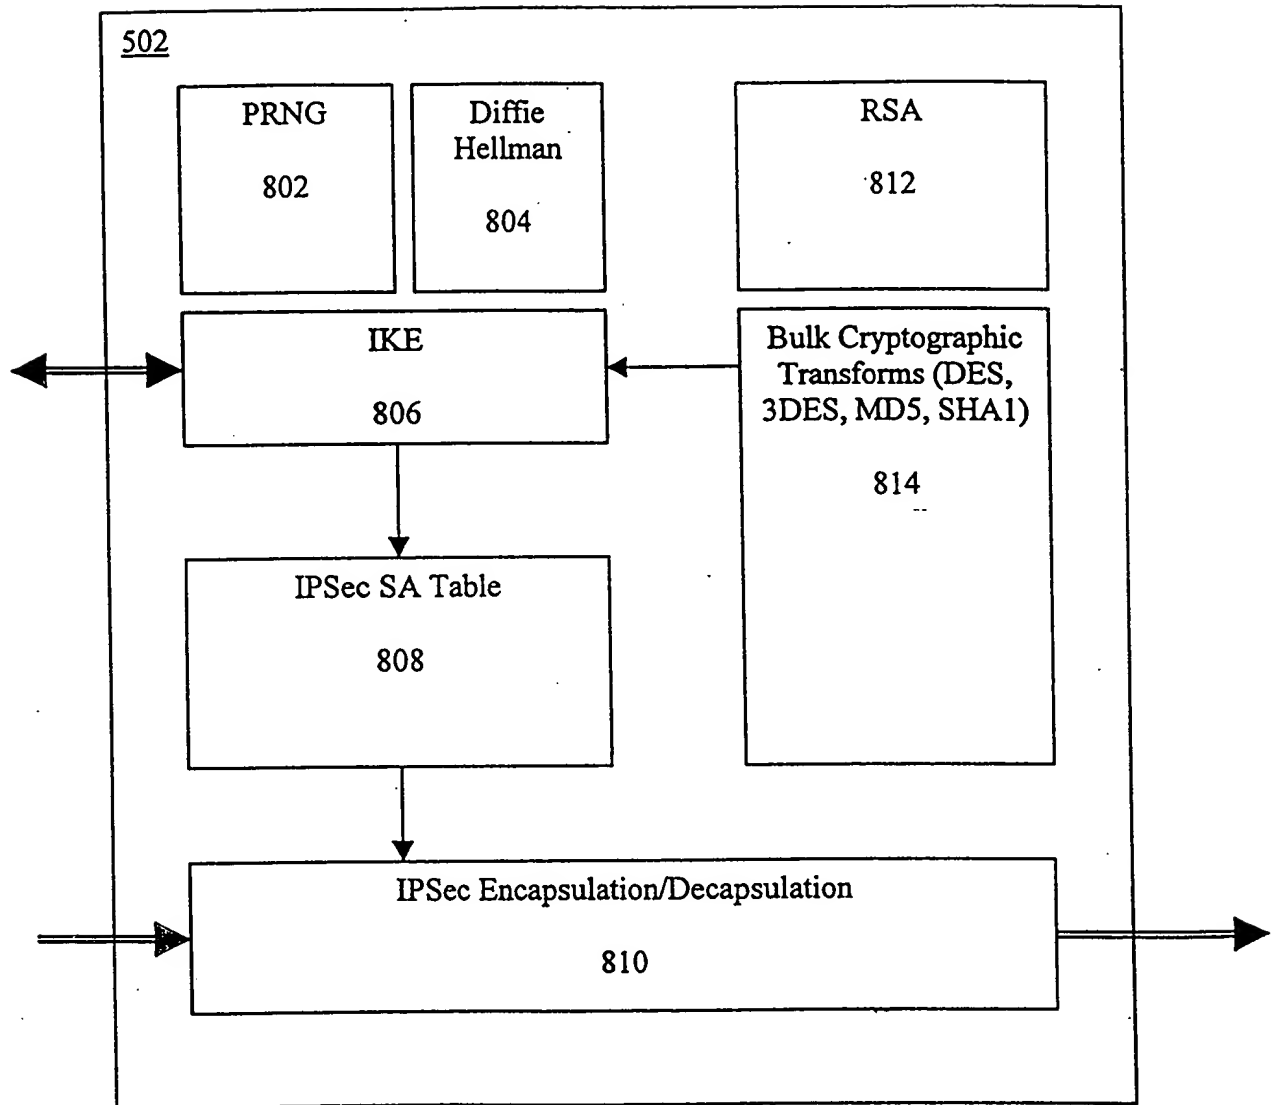 502
PRNG
802
Diffie
Hellman
804
RSA
812
IKE
806
Bulk Cryptographic
Transforms (DES,
3DES, MD5, SHA1)
814
IPSec SA Table
808
IPSec Encapsulation/Decapsulation
810